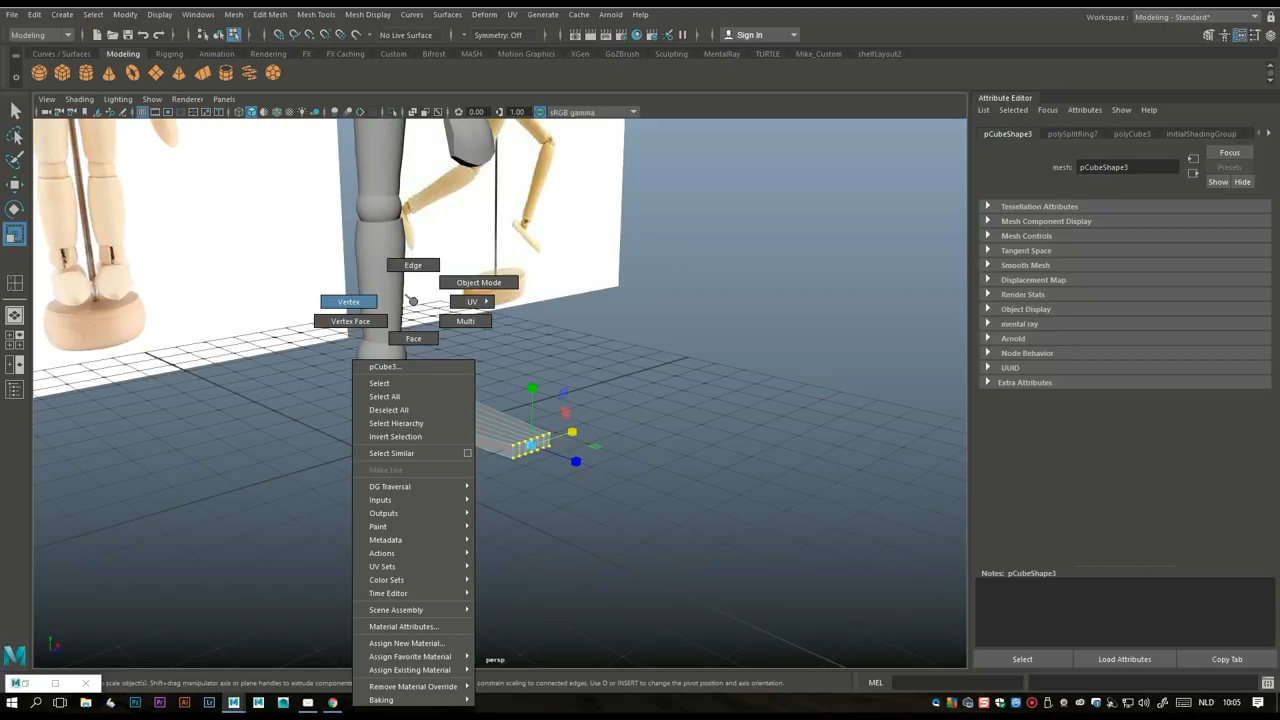 File Edit Create Select Modify Display Windows Mesh Edit Mesh Mesh Tools Mesh Display Curves Surfaces Deform UV Generate Cache Arnold Help
Workspace : Modeling - Standard*
Modeling No Live Surface Symmetry: Off Sign In
Curves / Surfaces Modeling Rigging Animation Rendering FX FX Caching Custom Bifrost MASH Motion Graphics XGen GoZBrush Sculpting MentalRay TURTLE Mike_Custom shelfLayout2
View Shading Lighting Show Renderer Panels
0.00 1.00 sRGB gamma
Attribute Editor
List Selected Focus Attributes Show Help
pCubeShape3 polySplitRing7 polyCube3 initialShadingGroup
Focus
Presets
mesh: pCubeShape3
Show Hide
Tessellation Attributes
Mesh Component Display
Mesh Controls
Tangent Space
Smooth Mesh
Displacement Map
Render Stats
Object Display
mental ray
Arnold
Node Behavior
UUID
Extra Attributes
Edge
Object Mode
Vertex
UV
Vertex Face
Multi
Face
pCube3...
Select
Select All
Deselect All
Select Hierarchy
Invert Selection
Select Similar
Make Live
DG Traversal
Inputs
Outputs
Paint
Metadata
Actions
UV Sets
Color Sets
Time Editor
Scene Assembly
Material Attributes...
Assign New Material...
Assign Favorite Material
Assign Existing Material
Remove Material Override
Baking
y
persp
Notes: pCubeShape3
Select Load Attributes Copy Tab
scale object(s). Shift+drag manipulator axis or plane handles to extrude components
constrain scaling to connected edges. Use D or INSERT to change the pivot position and axis orientation.
MEL
NLD 10:05